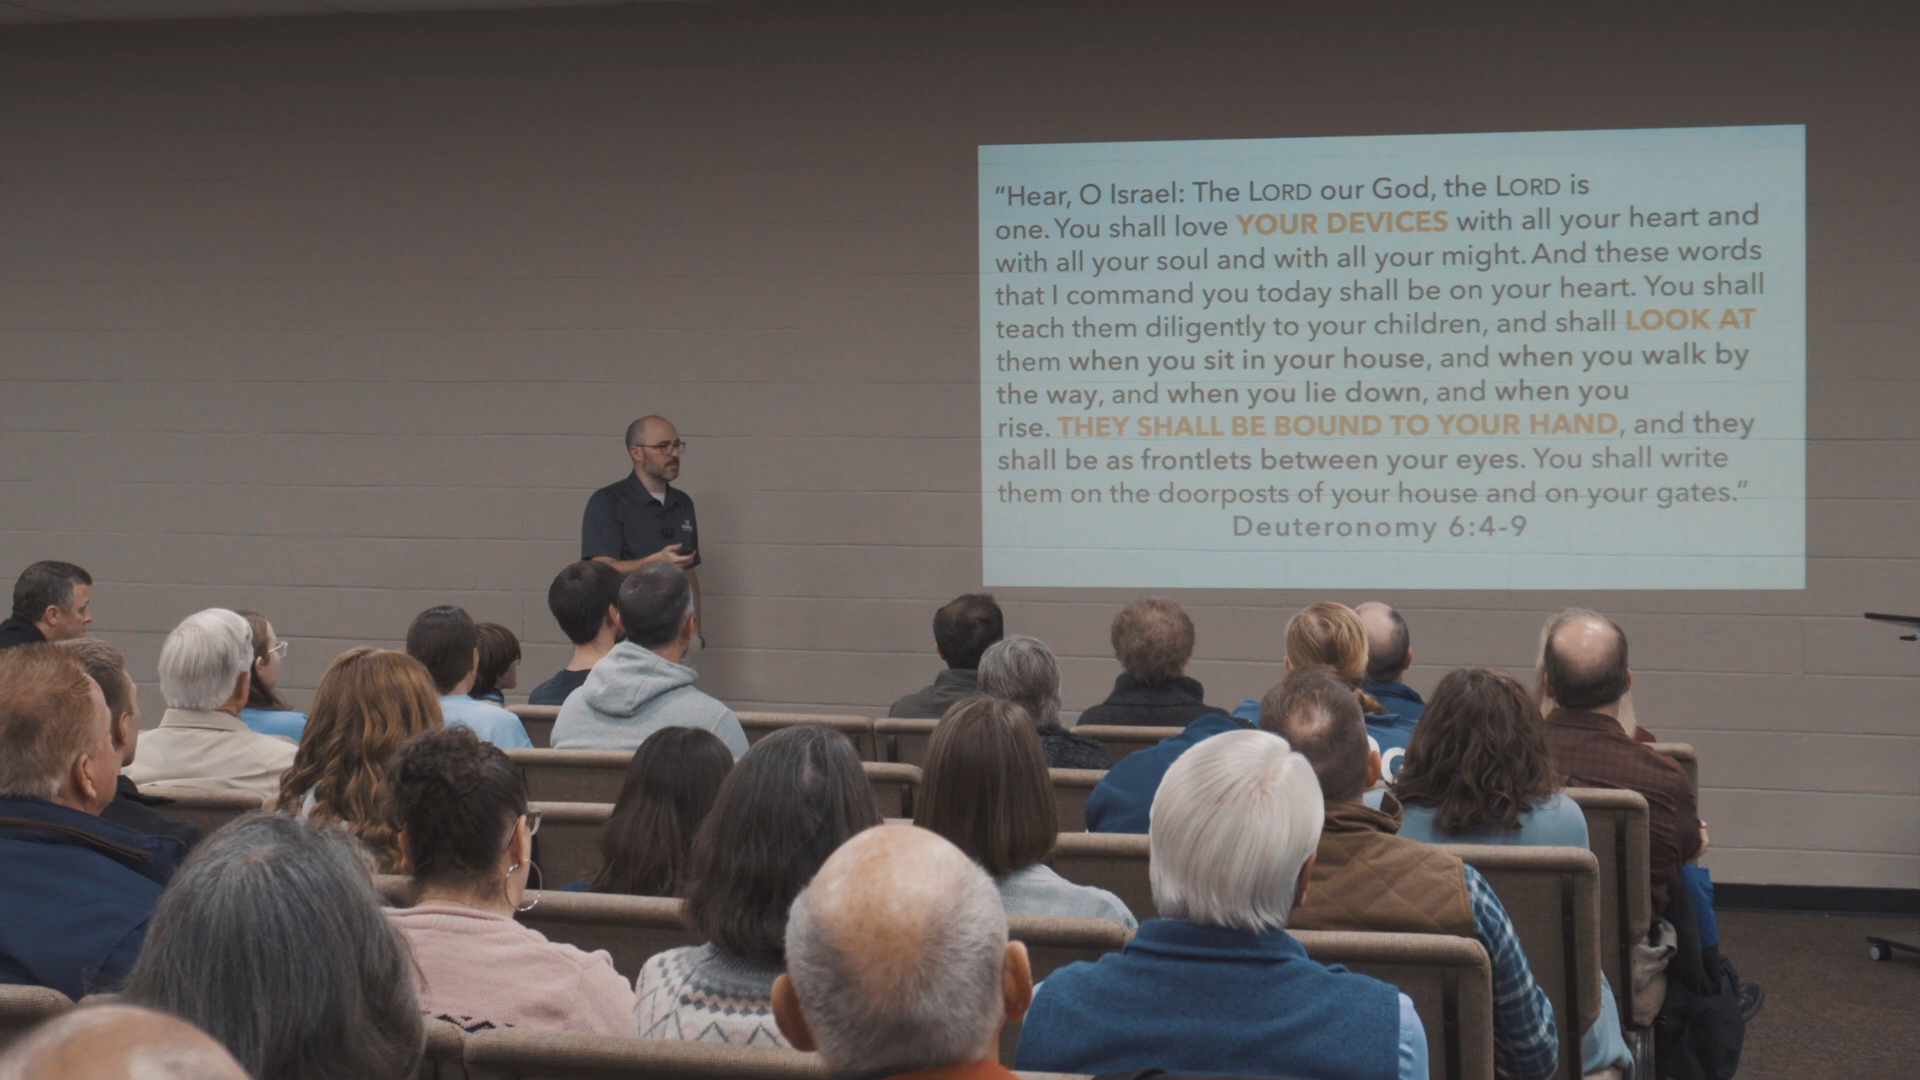 “Hear, O Israel: The LORD our God, the LORD is
one. You shall love YOUR DEVICES with all your heart and
with all your soul and with all your might. And these words
that I command you today shall be on your heart. You shall
teach them diligently to your children, and shall LOOK AT
them when you sit in your house, and when you walk by
the way, and when you lie down, and when you
rise. THEY SHALL BE BOUND TO YOUR HAND, and they
shall be as frontlets between your eyes. You shall write
them on the doorposts of your house and on your gates.”
Deuteronomy 6:4-9